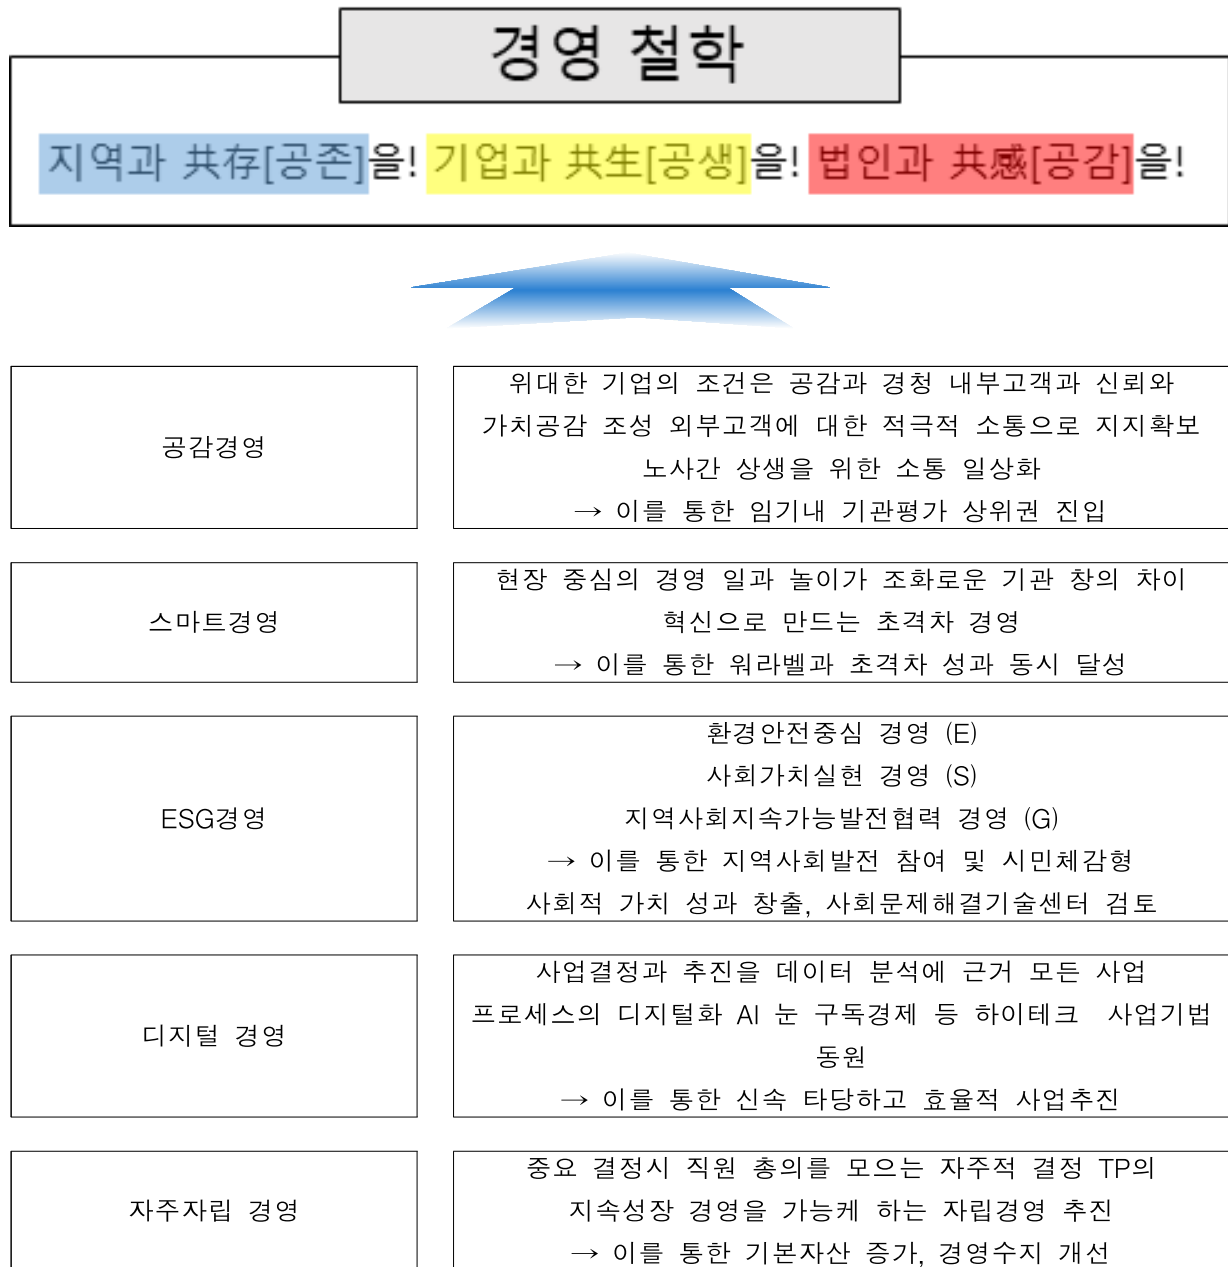 경영 철학
지역과 共存[공존]을! 기업과 共生[공생]을! 법인과 共感[공감]을!
공감경영
위대한 기업의 조건은 공감과 경청 내부고객과 신뢰와
가치공감 조성 외부고객에 대한 적극적 소통으로 지지확보
노사간 상생을 위한 소통 일상화
→ 이를 통한 임기내 기관평가 상위권 진입
스마트경영
현장 중심의 경영 일과 놀이가 조화로운 기관 창의 차이
혁신으로 만드는 초격차 경영
→ 이를 통한 워라벨과 초격차 성과 동시 달성
ESG경영
환경안전중심 경영 (E)
사회가치실현 경영 (S)
지역사회지속가능발전협력 경영 (G)
→ 이를 통한 지역사회발전 참여 및 시민체감형
사회적 가치 성과 창출, 사회문제해결기술센터 검토
디지털 경영
사업결정과 추진을 데이터 분석에 근거 모든 사업
프로세스의 디지털화 AI 눈 구독경제 등 하이테크 사업기법
동원
→ 이를 통한 신속 타당하고 효율적 사업추진
자주자립 경영
중요 결정시 직원 총의를 모으는 자주적 결정 TP의
지속성장 경영을 가능케 하는 자립경영 추진
→ 이를 통한 기본자산 증가, 경영수지 개선